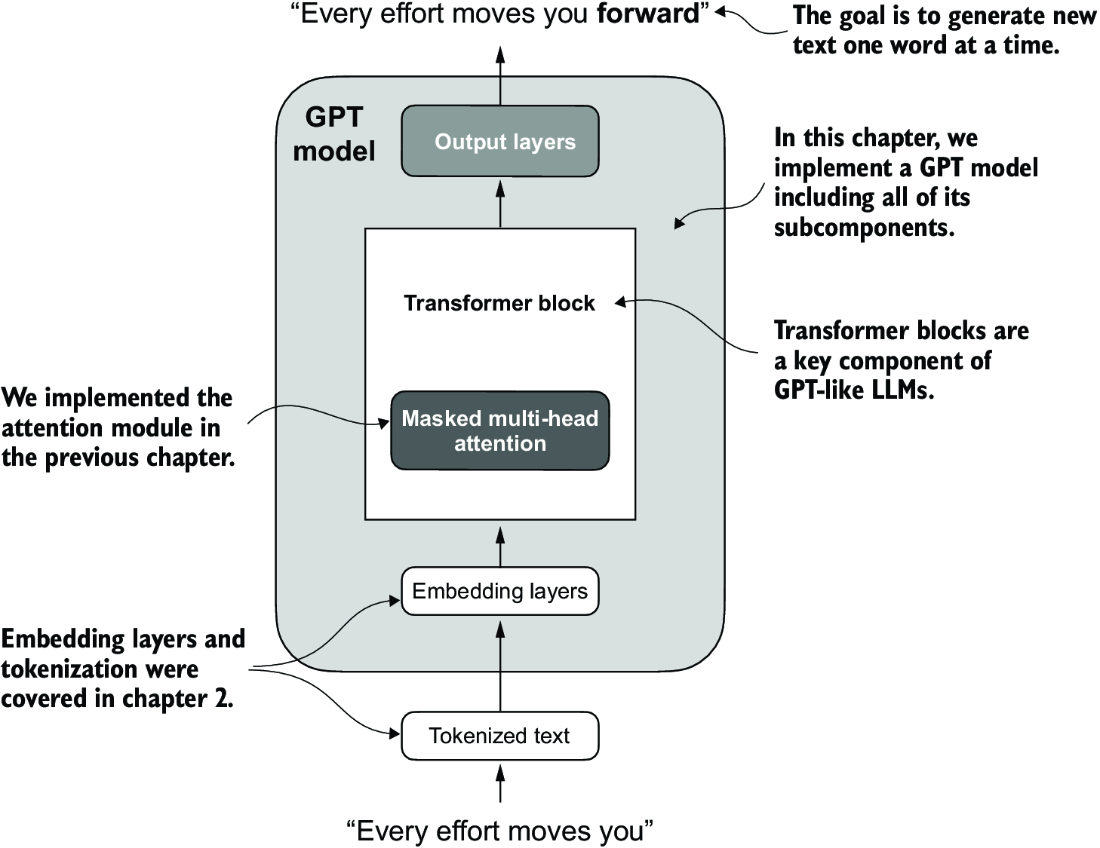 “Every effort moves you forward”
The goal is to generate new
text one word at a time.
GPT
model
Output layers
In this chapter, we
implement a GPT model
including all of its
subcomponents.
Transformer block
Transformer blocks are
a key component of
GPT-like LLMs.
We implemented the
attention module in
the previous chapter.
Masked multi-head
attention
Embedding layers
Embedding layers and
tokenization were
covered in chapter 2.
Tokenized text
“Every effort moves you”